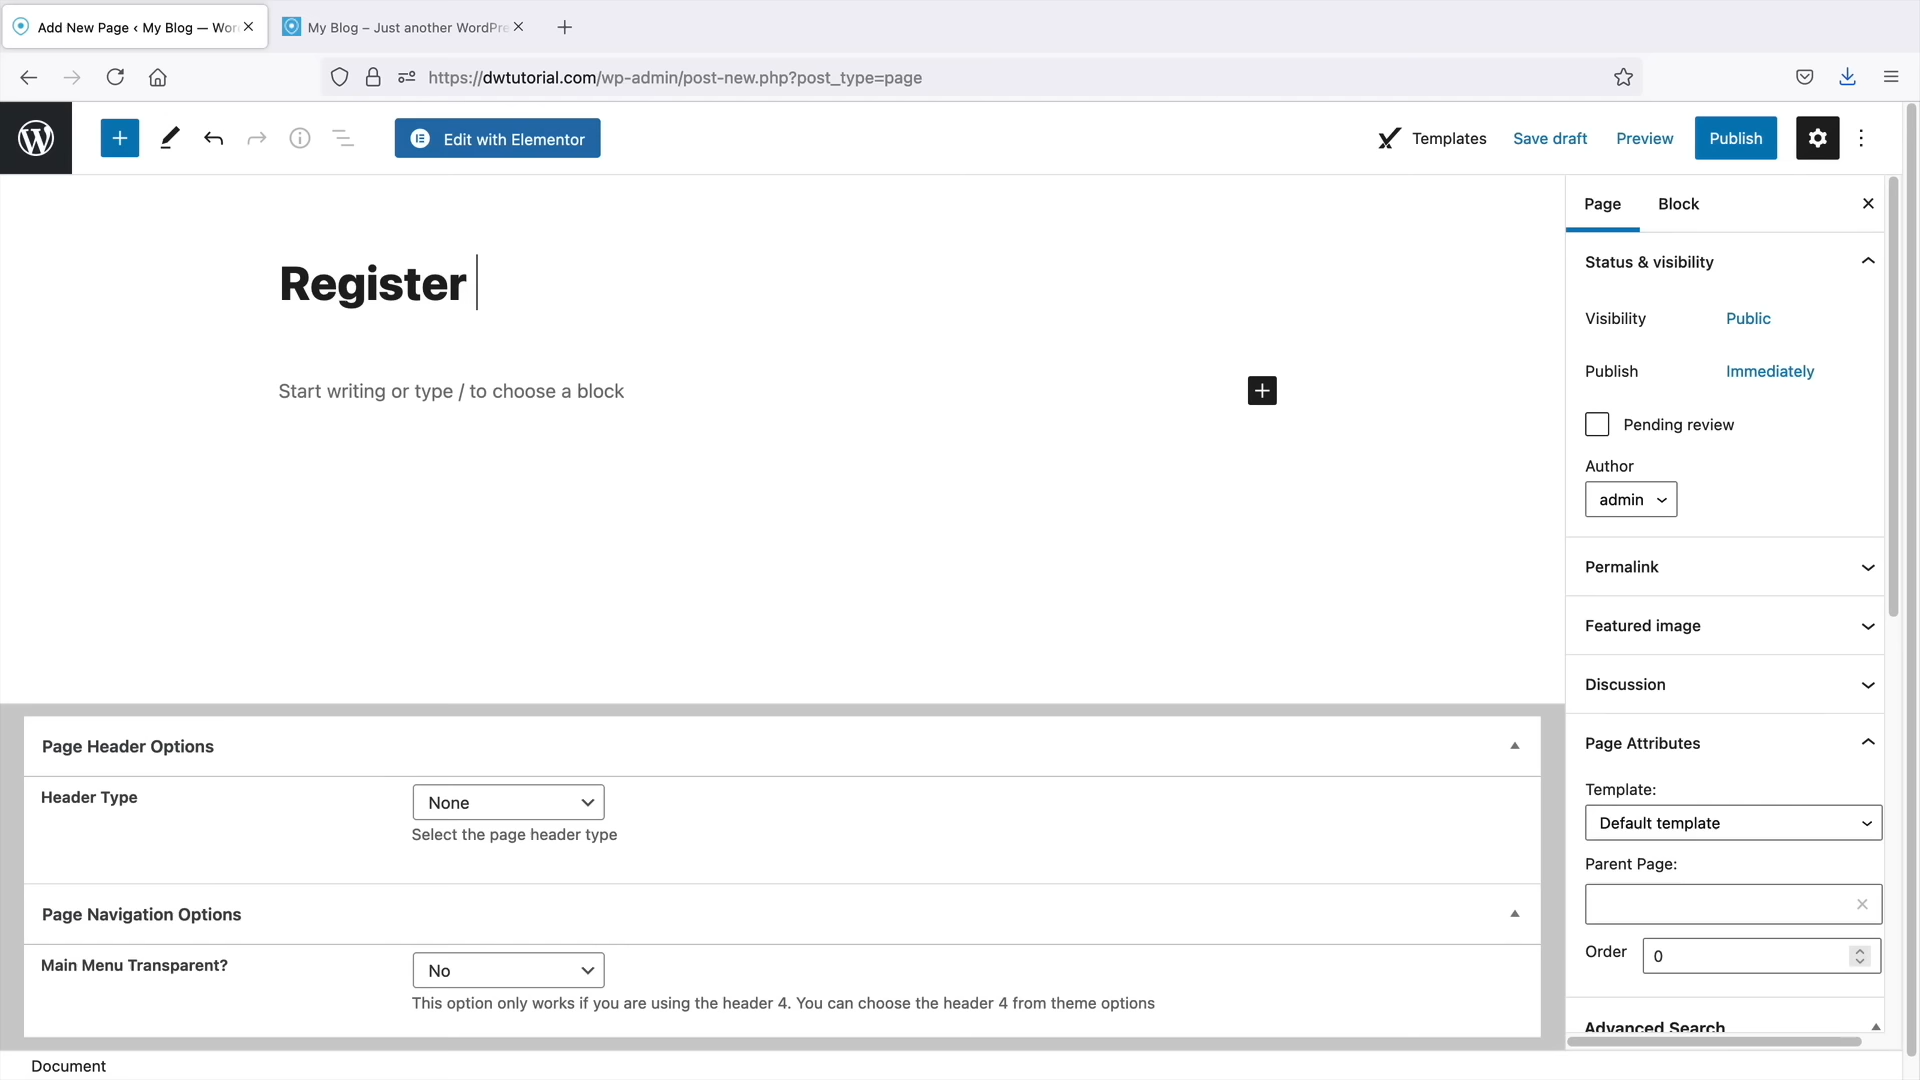 Add New Page ‹ My Blog — Wor
My Blog – Just another WordPre
https://dwtutorial.com/wp-admin/post-new.php?post_type=page
Edit with Elementor
Templates
Save draft
Preview
Publish
Page
Block
Register
Start writing or type / to choose a block
Status & visibility
Visibility Public
Publish Immediately
Pending review
Author
admin
Permalink
Featured image
Discussion
Page Attributes
Template:
Default template
Parent Page:
Order 0
Advanced Search
Page Header Options
Header Type None
Select the page header type
Page Navigation Options
Main Menu Transparent? No
This option only works if you are using the header 4. You can choose the header 4 from theme options
Document